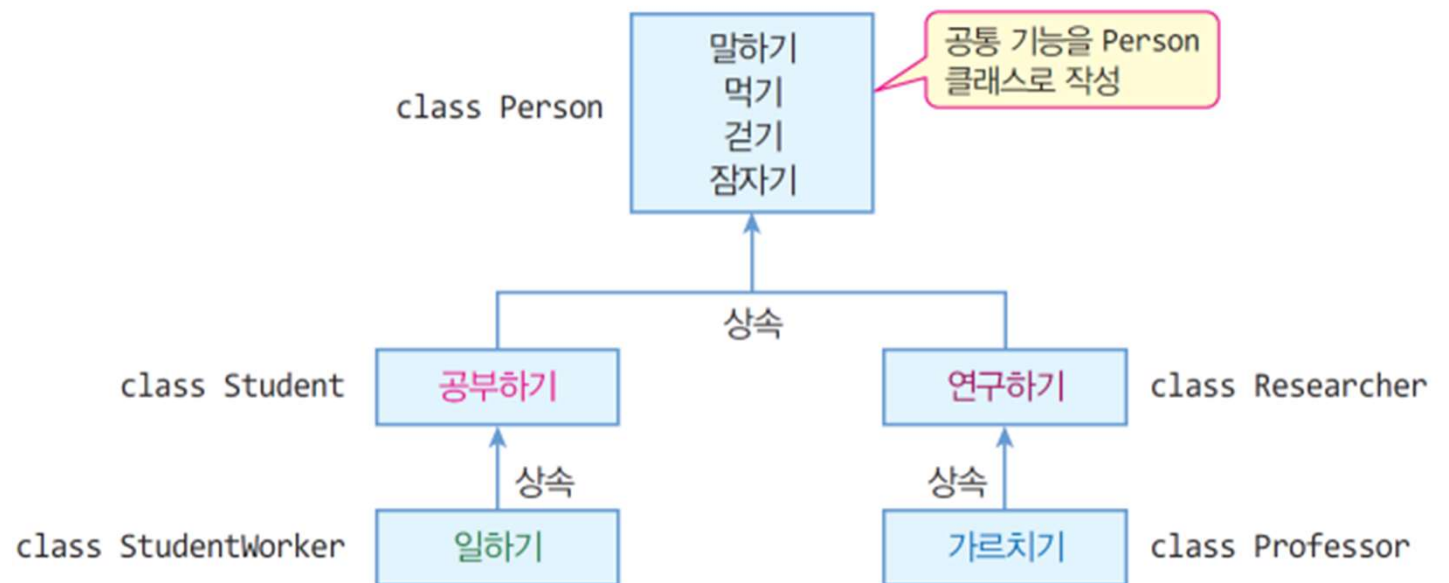 class Person
말하기
먹기
걷기
잠자기
공통 기능을 Person
클래스로 작성
상속
class Student
공부하기
연구하기
class Researcher
상속
상속
class StudentWorker
일하기
가르치기
class Professor